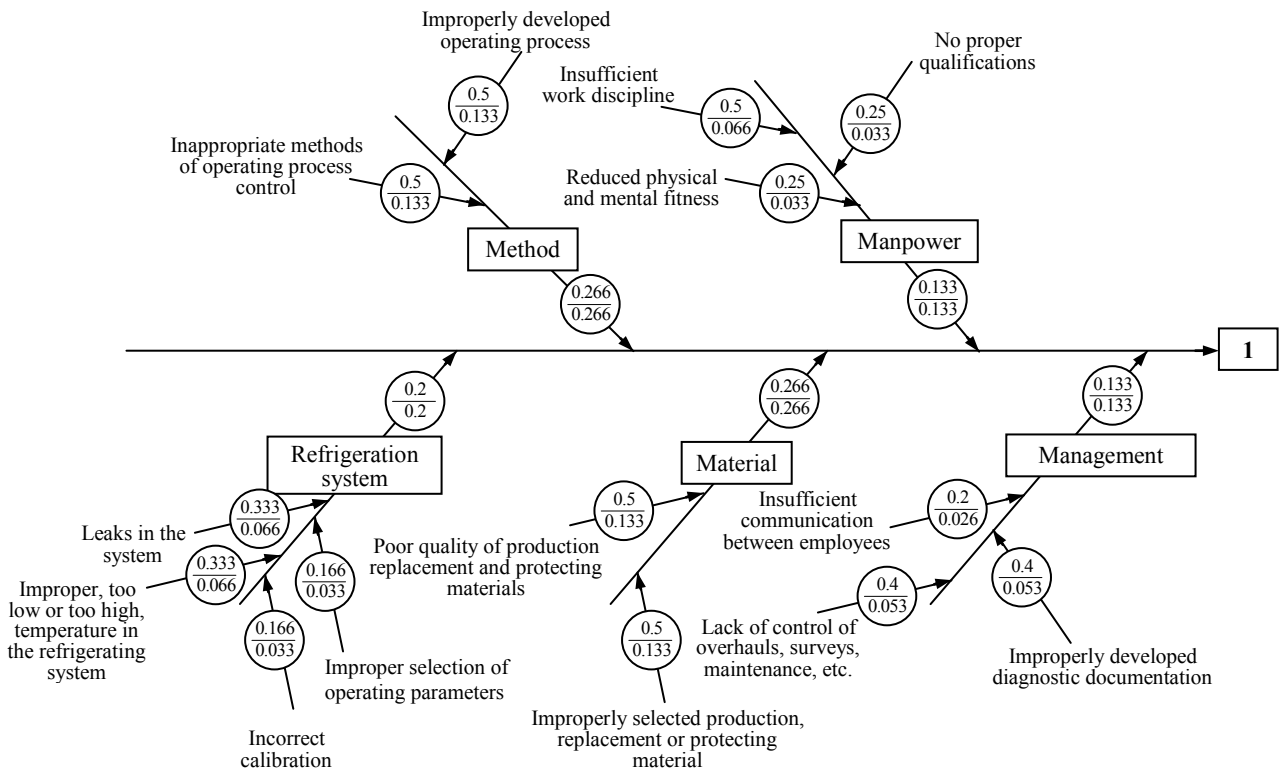 Improperly developed
operating process
0.5
0.133
Inappropriate methods
of operating process
control
0.5
0.133
Method
0.266
0.266
Insufficient
work discipline
0.5
0.066
No proper
qualifications
0.25
0.033
Reduced physical
and mental fitness
0.25
0.033
Manpower
0.133
0.133
1
0.2
0.2
Refrigeration
system
0.333
0.066
Leaks in the
system
0.333
0.066
Improper, too
low or too high,
temperature in
the refrigerating
system
0.166
0.033
Improper selection of
operating parameters
0.166
0.033
Incorrect
calibration
0.266
0.266
Material
0.5
0.133
Poor quality of production
replacement and protecting
materials
0.5
0.133
Improperly selected production,
replacement or protecting
material
0.133
0.133
Management
0.2
0.026
Insufficient
communication
between employees
0.4
0.053
Lack of control of
overhauls, surveys,
maintenance, etc.
0.4
0.053
Improperly developed
diagnostic documentation